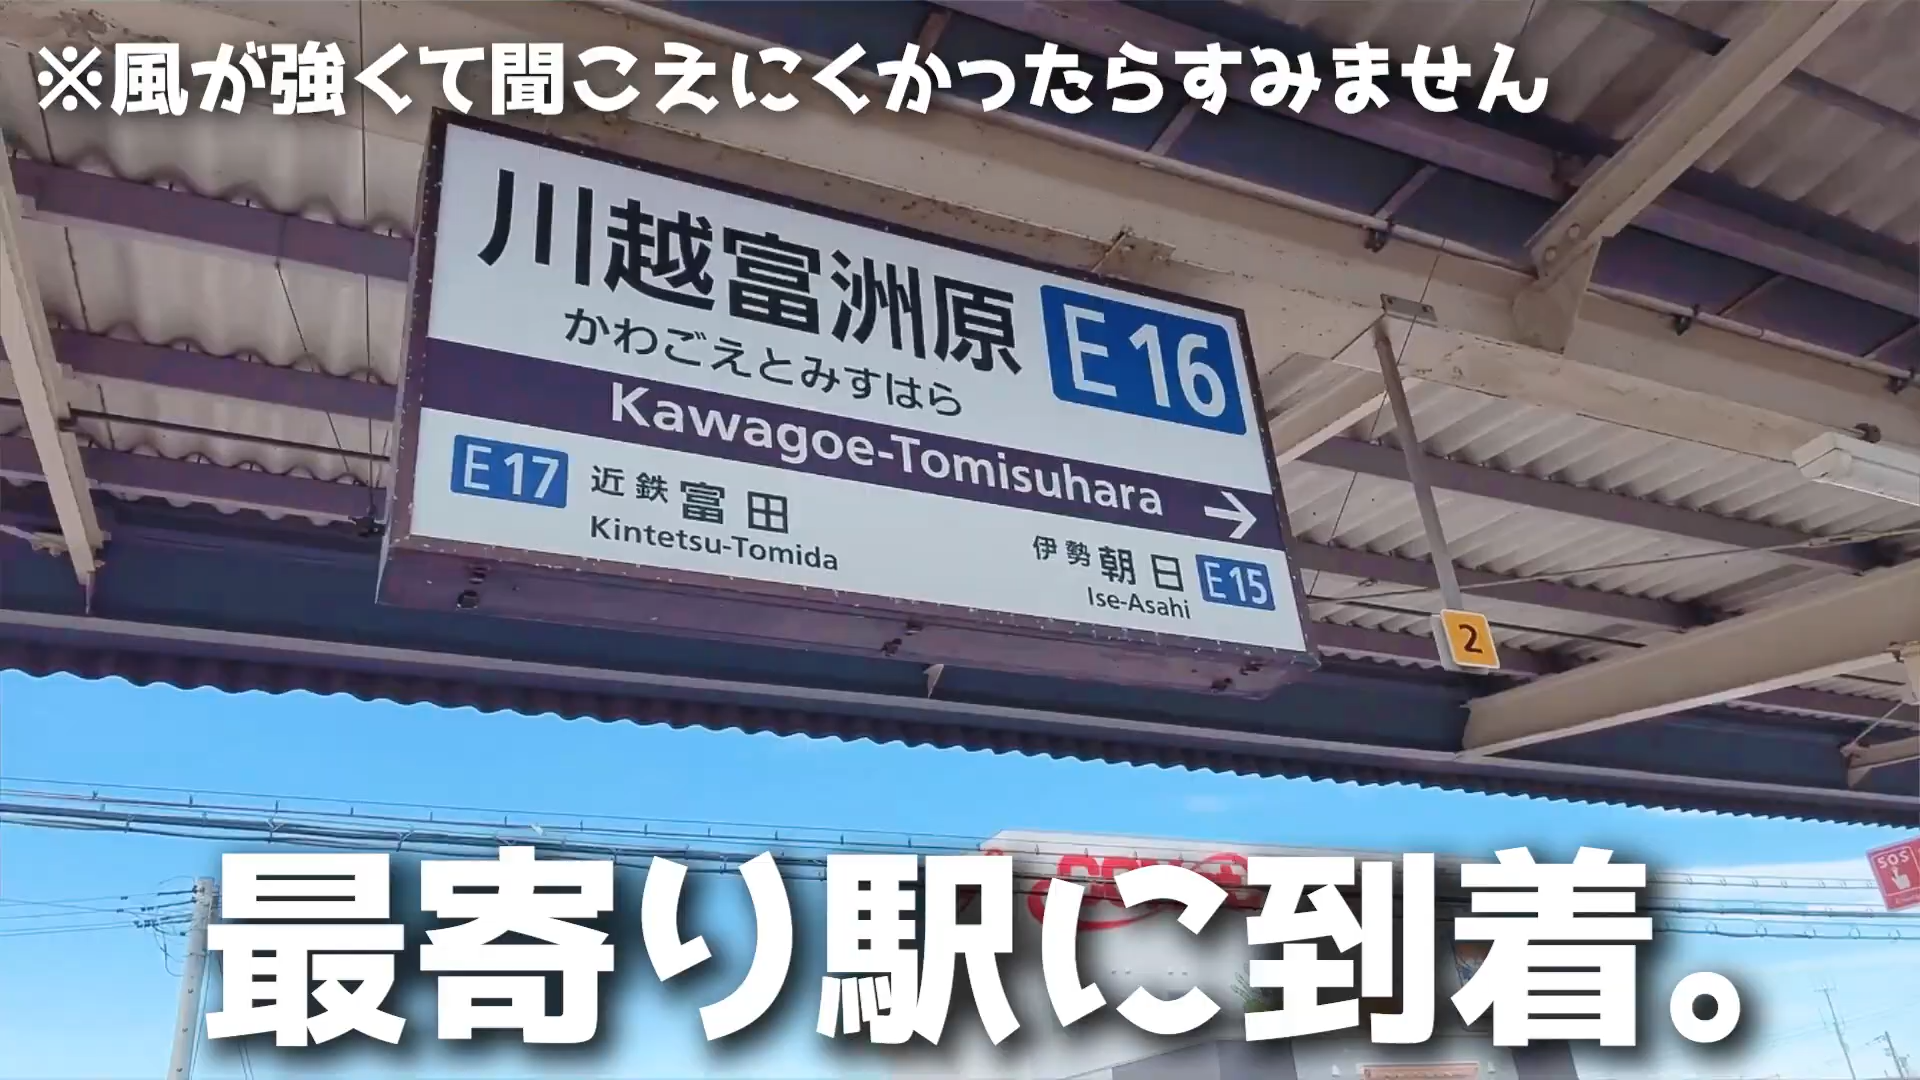 ※風が強くて聞こえにくかったらすみません
川越富洲原 E16
かわごえとみすはら
Kawagoe-Tomisuhara →
E17 近鉄富田
Kintetsu-Tomida
伊勢朝日 E15
Ise-Asahi
2
SOS
最寄り駅に到着。